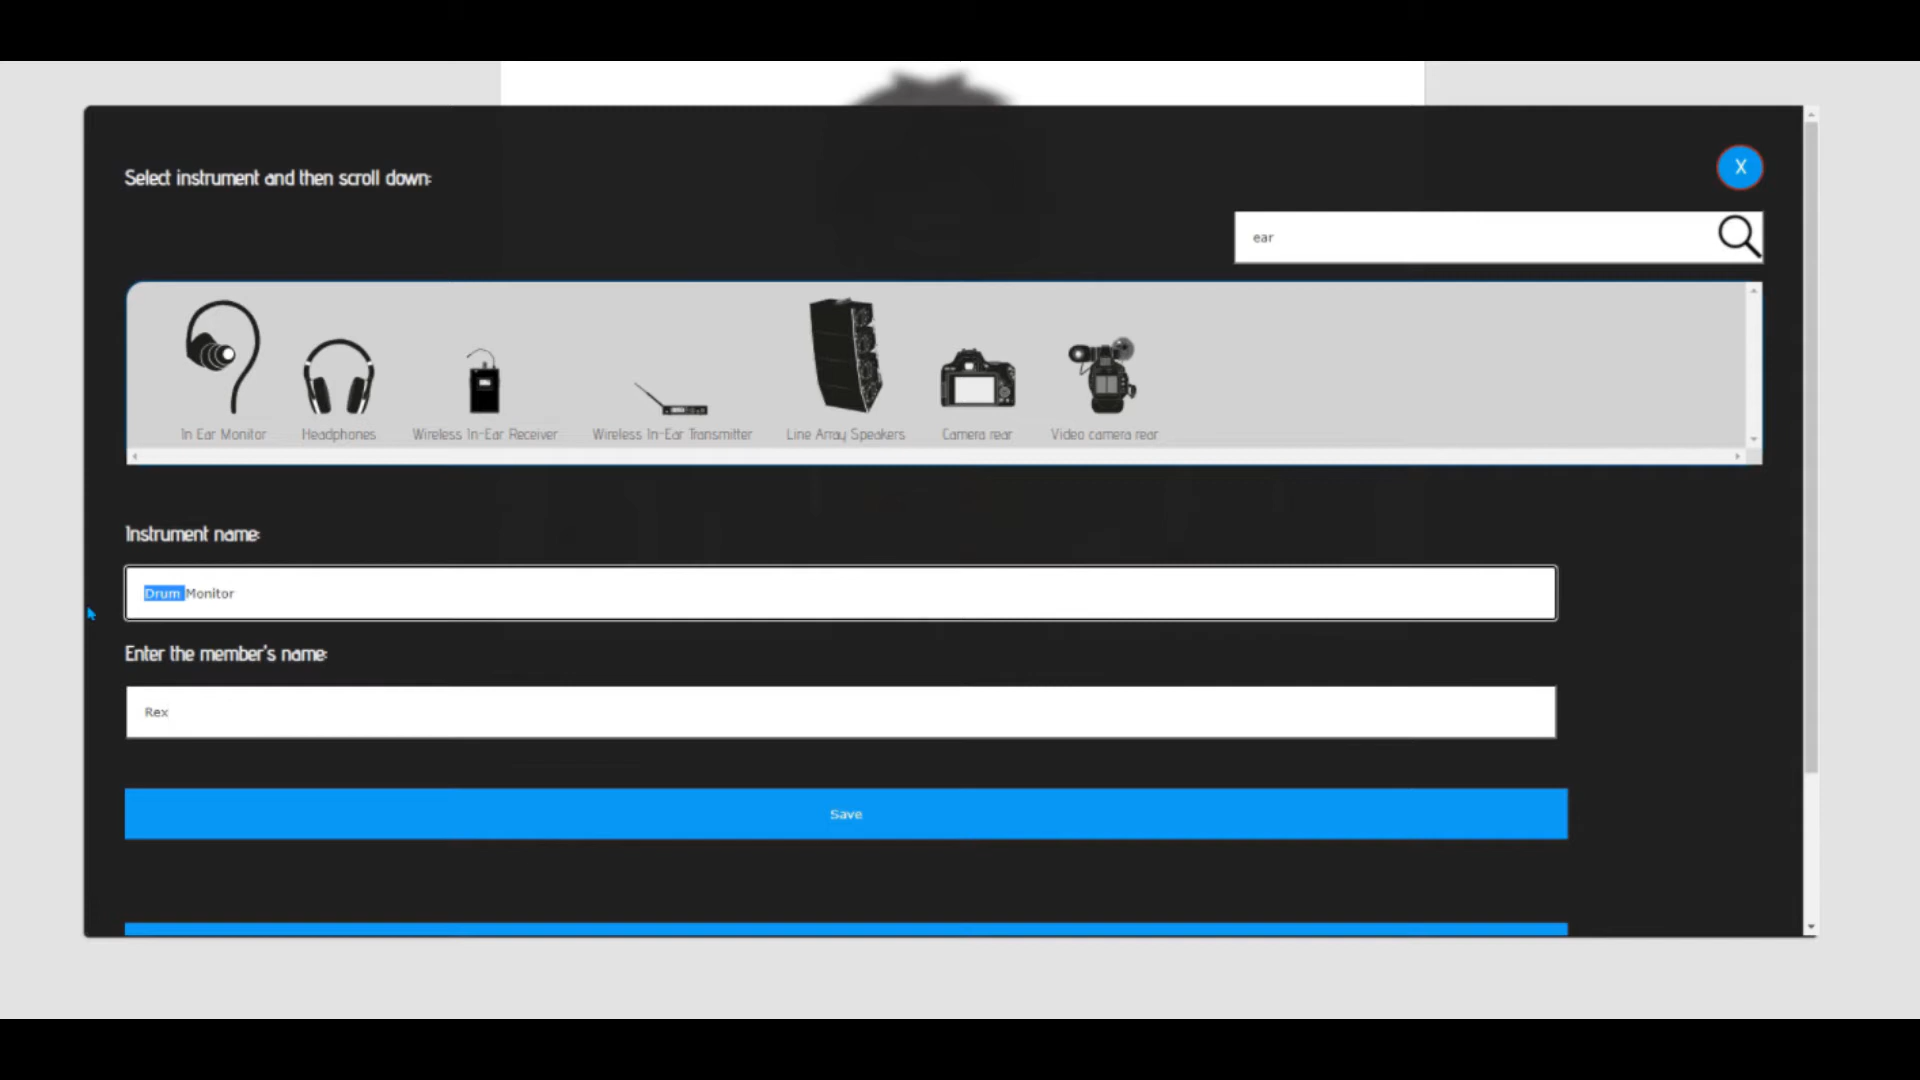 Select instrument and then scroll down:
X
ear
In Ear Monitor
Headphones
Wireless In-Ear Receiver
Wireless In-Ear Transmitter
Line Array Speakers
Camera rear
Video camera rear
Instrument name:
Drum Monitor
Enter the member's name:
Rex
Save